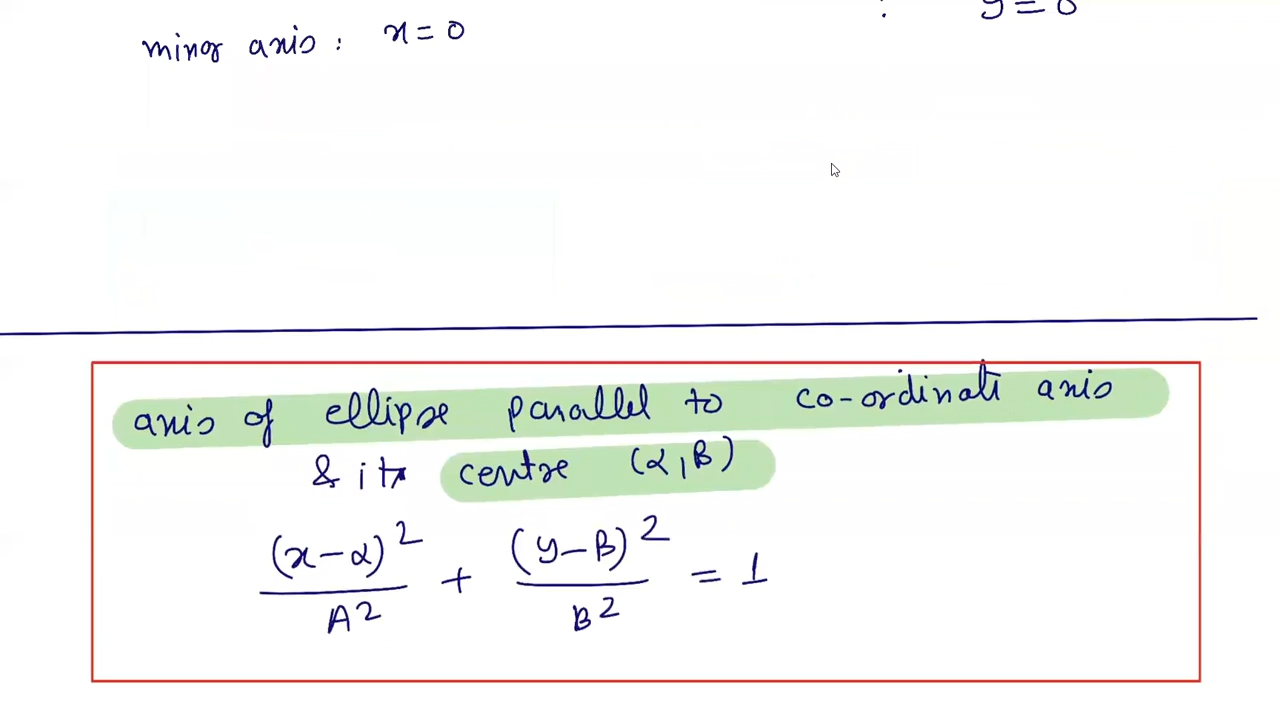 : y = 0
minor axis : x = 0
axis of ellipse parallel to co-ordinate axis
& its centre (α, β)
(x-α)² / A² + (y-β)² / B² = 1